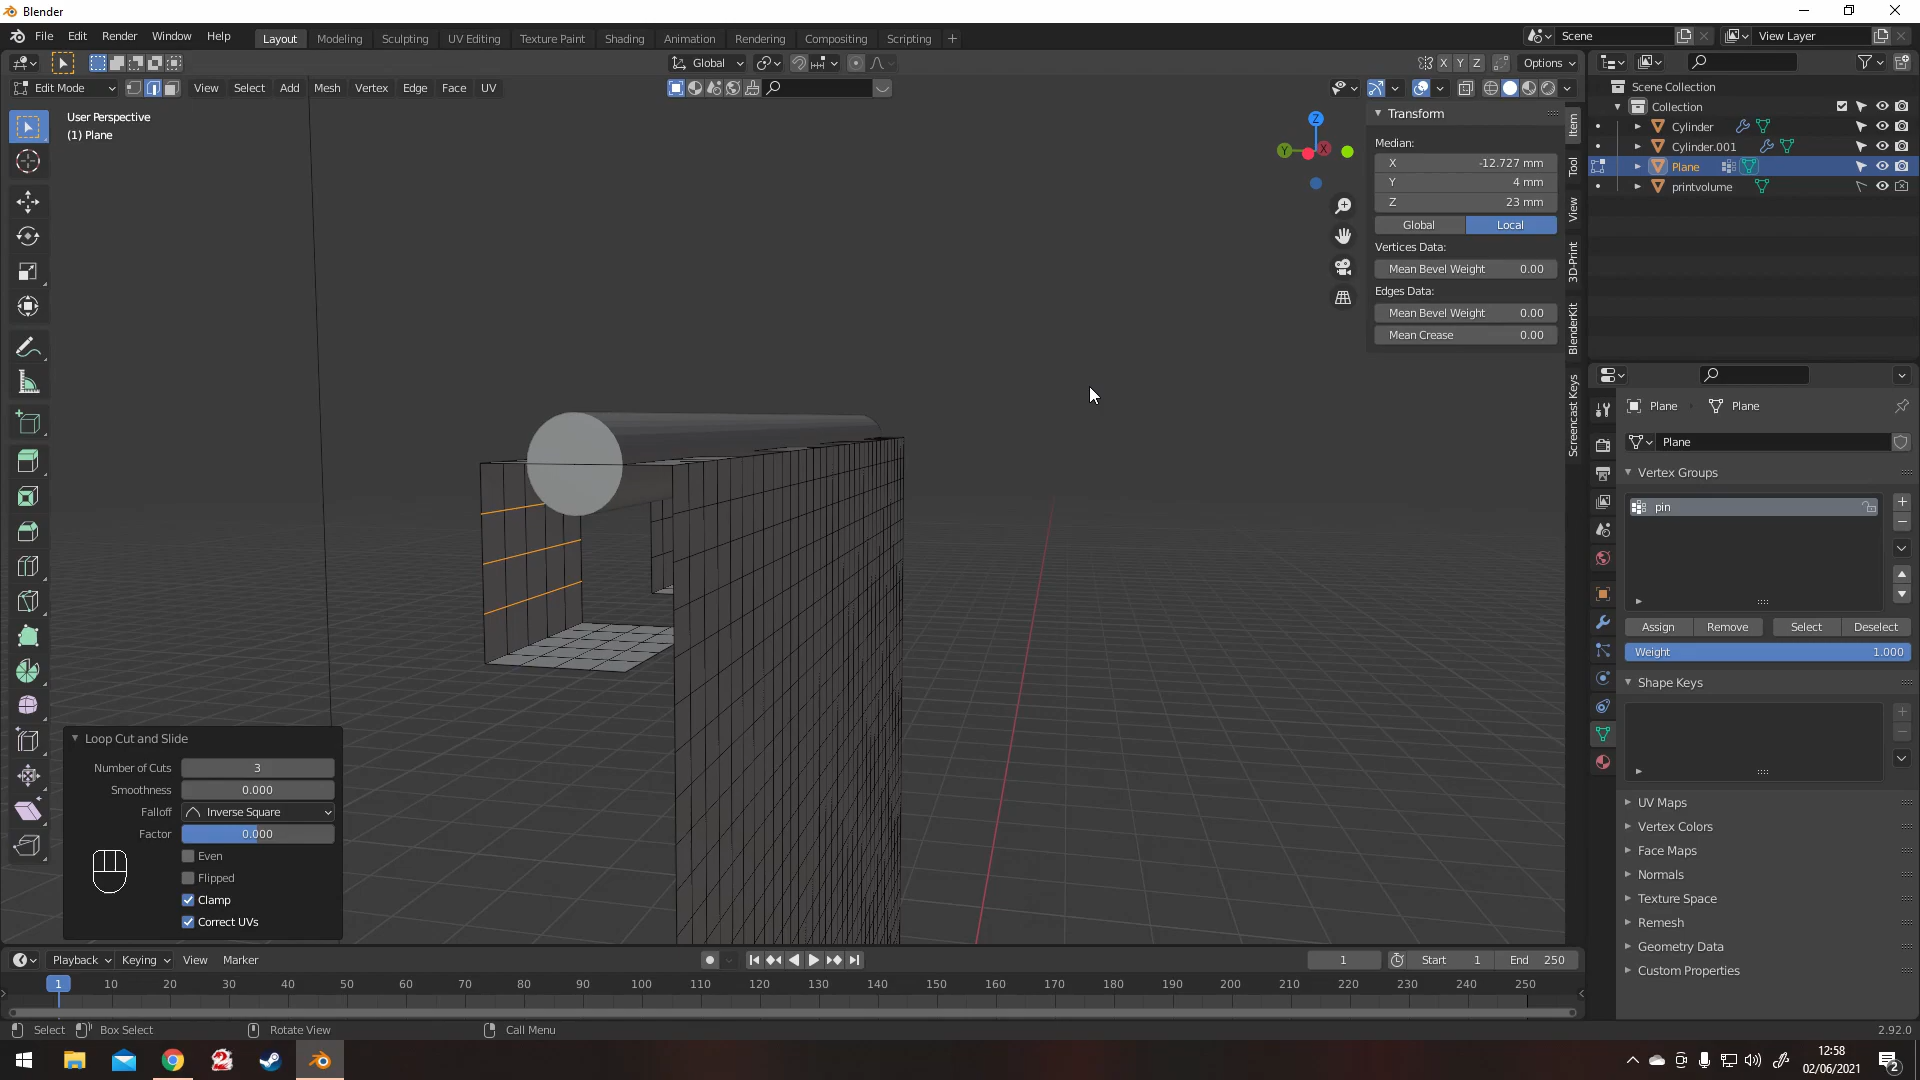 Blender
File Edit Render Window Help Layout Modeling Sculpting UV Editing Texture Paint Shading Animation Rendering Compositing Scripting + Scene View Layer
Global X Y Z Options
Edit Mode View Select Add Mesh Vertex Edge Face UV
User Perspective
(1) Plane
Z
Y
X
Transform
Median:
X -12.727 mm
Y 4 mm
Z 23 mm
Global Local
Vertices Data:
Mean Bevel Weight 0.00
Edges Data:
Mean Bevel Weight 0.00
Mean Crease 0.00
Item
Tool
View
3D-Print
BlenderKit
Screencast Keys
Scene Collection
Collection
Cylinder
Cylinder.001
Plane
printvolume
Plane Plane
Plane
Vertex Groups
pin
Assign Remove Select Deselect
Weight 1.000
Shape Keys
UV Maps
Vertex Colors
Face Maps
Normals
Texture Space
Remesh
Geometry Data
Custom Properties
Loop Cut and Slide
Number of Cuts 3
Smoothness 0.000
Falloff Inverse Square
Factor 0.000
Even
Flipped
Clamp
Correct UVs
Playback Keying View Marker 1 Start 1 End 250
1 10 20 30 40 50 60 70 80 90 100 110 120 130 140 150 160 170 180 190 200 210 220 230 240 250
Select Box Select Rotate View Call Menu 2.92.0
12:58
02/06/2021
2